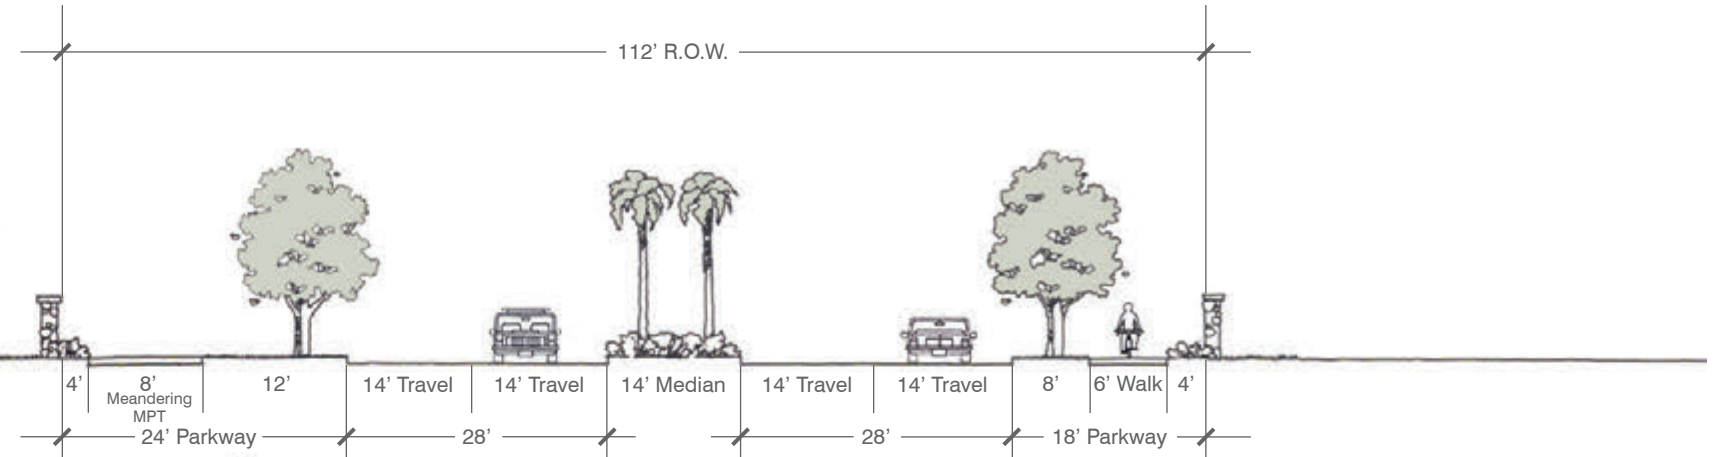 112’ R.O.W.
4’ 8’ 12’ 14’ Travel 14’ Travel 14’ Median 14’ Travel 14’ Travel 8’ 6’ Walk 4’
Meandering
MPT
24’ Parkway 28’ 28’ 18’ Parkway